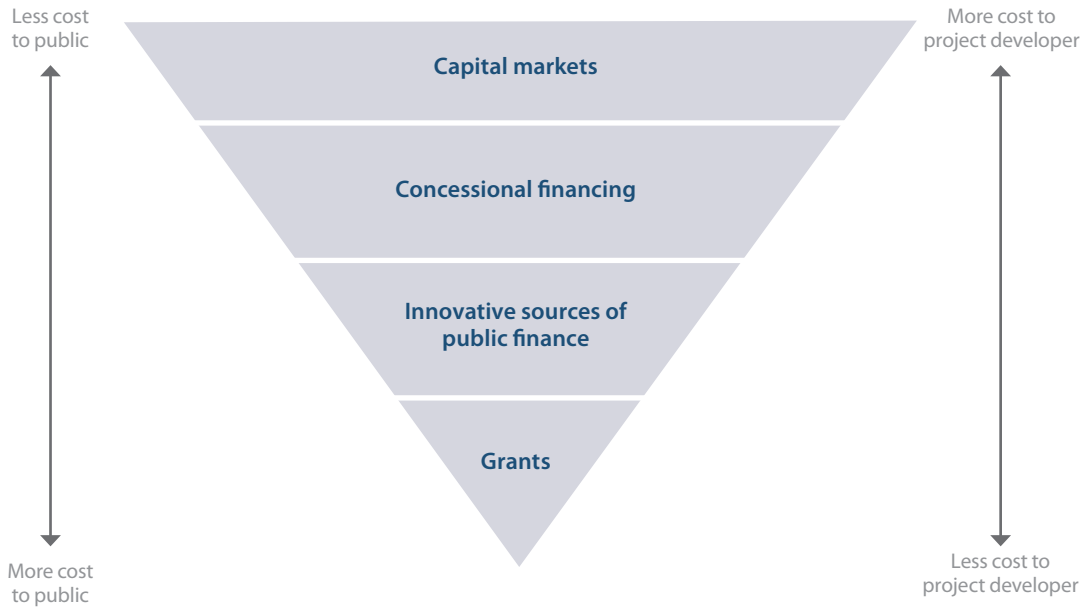 Less cost
to public
More cost to
project developer
Capital markets
Concessional financing
Innovative sources of
public finance
Grants
More cost
to public
Less cost to
project developer